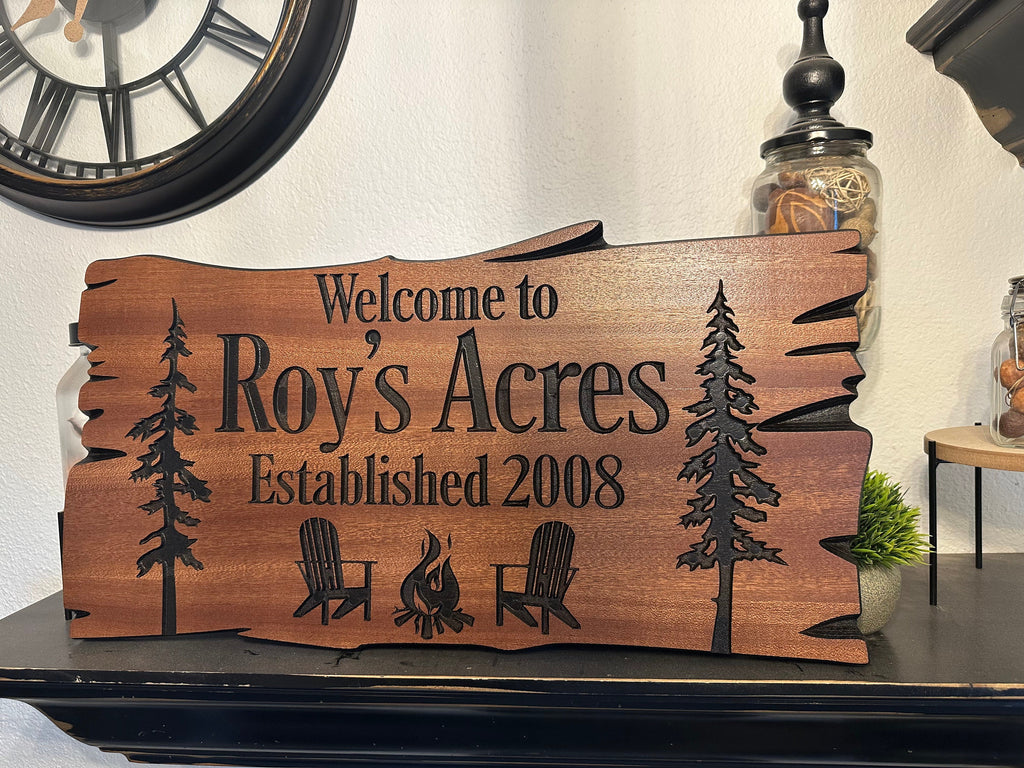 Welcome to
Roy's Acres
Established 2008